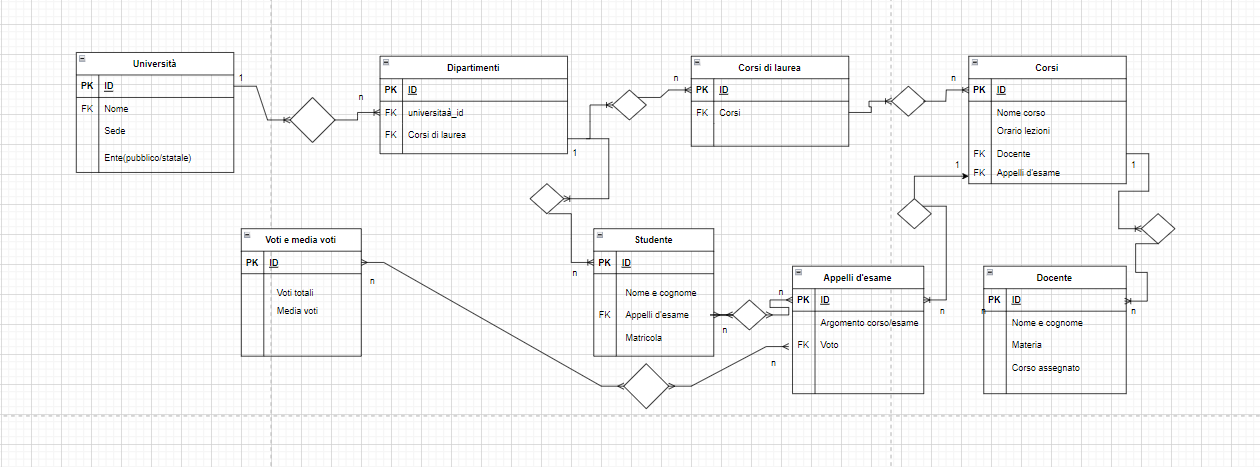 Università
PK ID
FK Nome
Sede
Ente(pubblico/statale)
1
n
Dipartimenti
PK ID
FK universitaà_id
FK Corsi di laurea
1
n
Corsi di laurea
PK ID
FK Corsi
n
Corsi
PK ID
Nome corso
Orario lezioni
FK Docente
FK Appelli d'esame
1
1
Voti e media voti
PK ID
Voti totali
Media voti
n
n
Studente
PK ID
Nome e cognome
FK Appelli d'esame
Matricola
n
n
n
Appelli d'esame
PK ID
Argomento corso/esame
FK Voto
n
n
Docente
PK ID
Nome e cognome
Materia
Corso assegnato
n